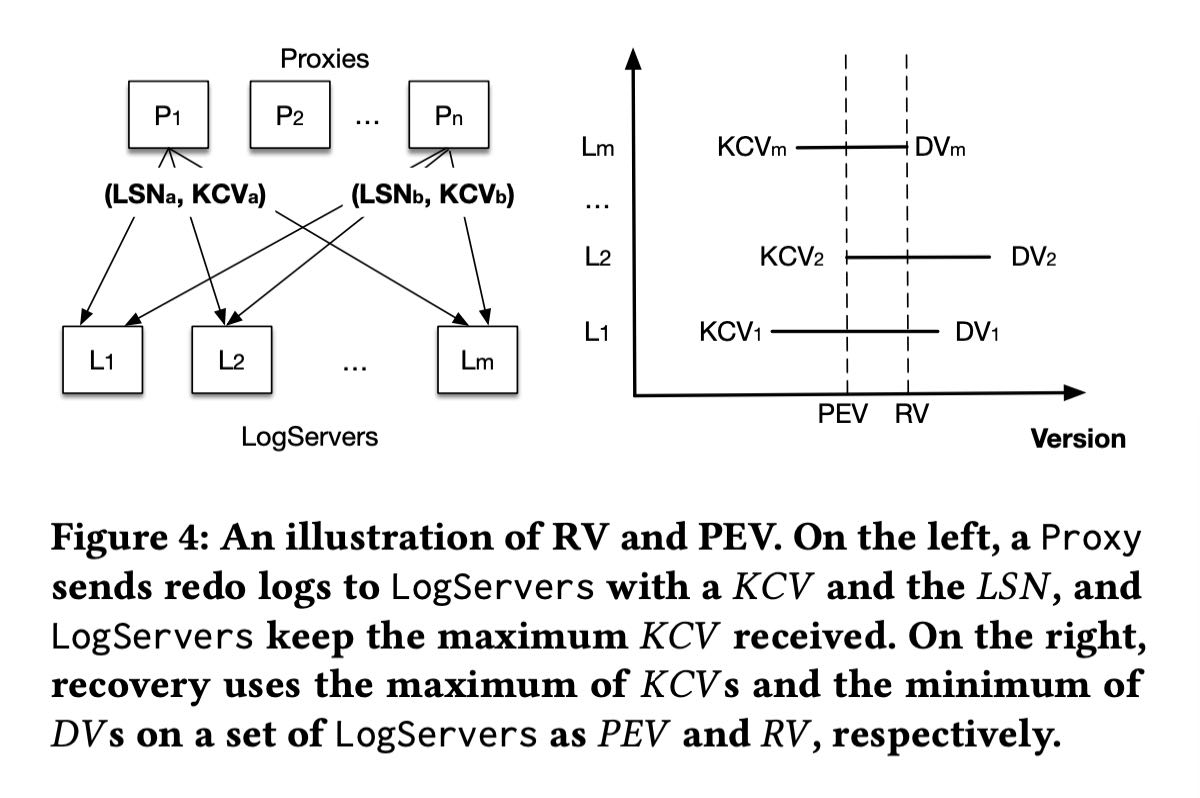 Proxies
P1 P2 ... Pn
(LSNa, KCVa) (LSNb, KCVb)
L1 L2 ... Lm
LogServers
Lm KCVm DVm
...
L2 KCV2 DV2
L1 KCV1 DV1
PEV RV
Version
Figure 4: An illustration of RV and PEV. On the left, a Proxy
sends redo logs to LogServers with a KCV and the LSN, and
LogServers keep the maximum KCV received. On the right,
recovery uses the maximum of KCVs and the minimum of
DVs on a set of LogServers as PEV and RV, respectively.